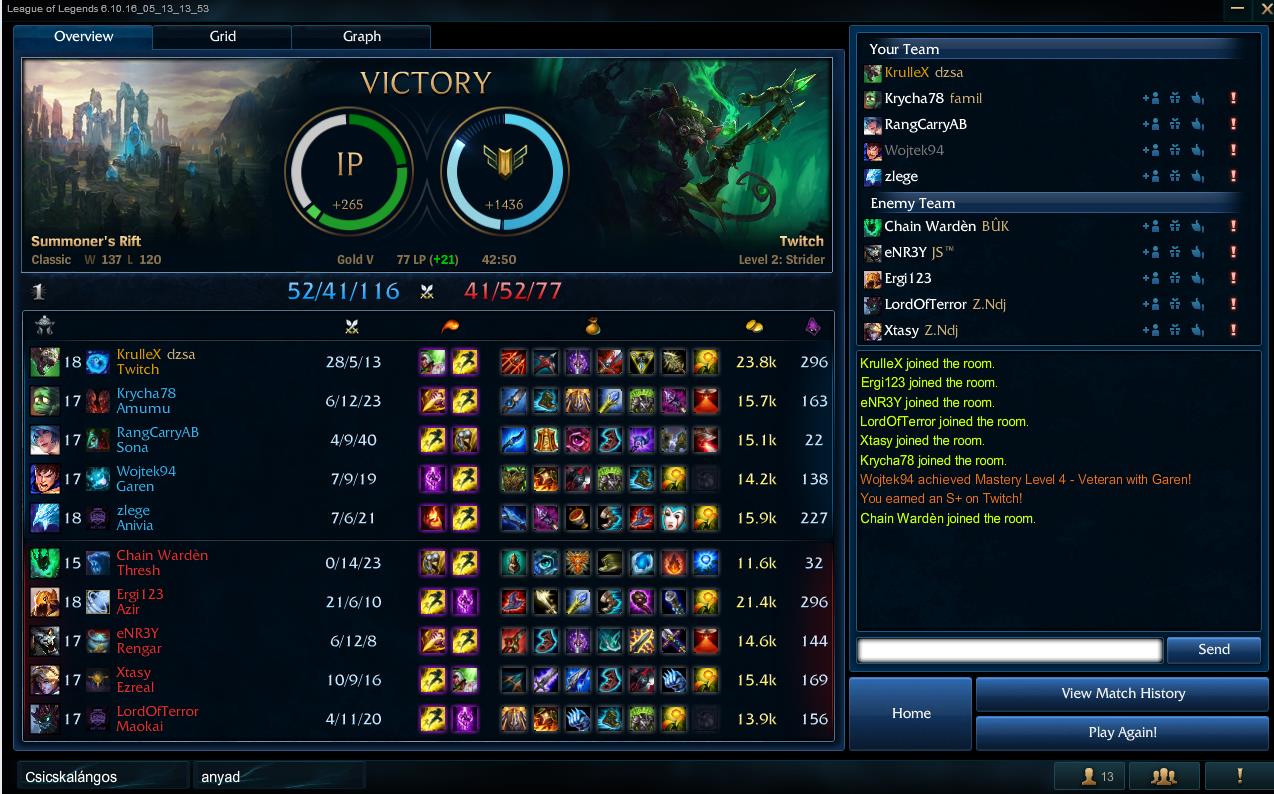 League of Legends 6.10.16_05_13_13_53
Overview Grid Graph
VICTORY
IP
+265
+1436
Summoner's Rift
Classic W 137 L 120
Gold V 77 LP (+21) 42:50
Twitch
Level 2: Strider
1 52/41/116 41/52/77
18 KrulleX dzsa
Twitch 28/5/13 23.8k 296
17 Krycha78
Amumu 6/12/23 15.7k 163
17 RangCarryAB
Sona 4/9/40 15.1k 22
17 Wojtek94
Garen 7/9/19 14.2k 138
18 zlege
Anivia 7/6/21 15.9k 227
15 Chain Wardèn
Thresh 0/14/23 11.6k 32
18 Ergi123
Azir 21/6/10 21.4k 296
17 eNR3Y
Rengar 6/12/8 14.6k 144
17 Xtasy
Ezreal 10/9/16 15.4k 169
17 LordOfTerror
Maokai 4/11/20 13.9k 156
Your Team
KrulleX dzsa
Krycha78 famil
RangCarryAB
Wojtek94
zlege
Enemy Team
Chain Wardèn BÛK
eNR3Y JS™
Ergi123
LordOfTerror Z.Ndj
Xtasy Z.Ndj
KrulleX joined the room.
Ergi123 joined the room.
eNR3Y joined the room.
LordOfTerror joined the room.
Xtasy joined the room.
Krycha78 joined the room.
Wojtek94 achieved Mastery Level 4 - Veteran with Garen!
You earned an S+ on Twitch!
Chain Wardèn joined the room.
Send
Home
View Match History
Play Again!
Csicskalángos anyad
13